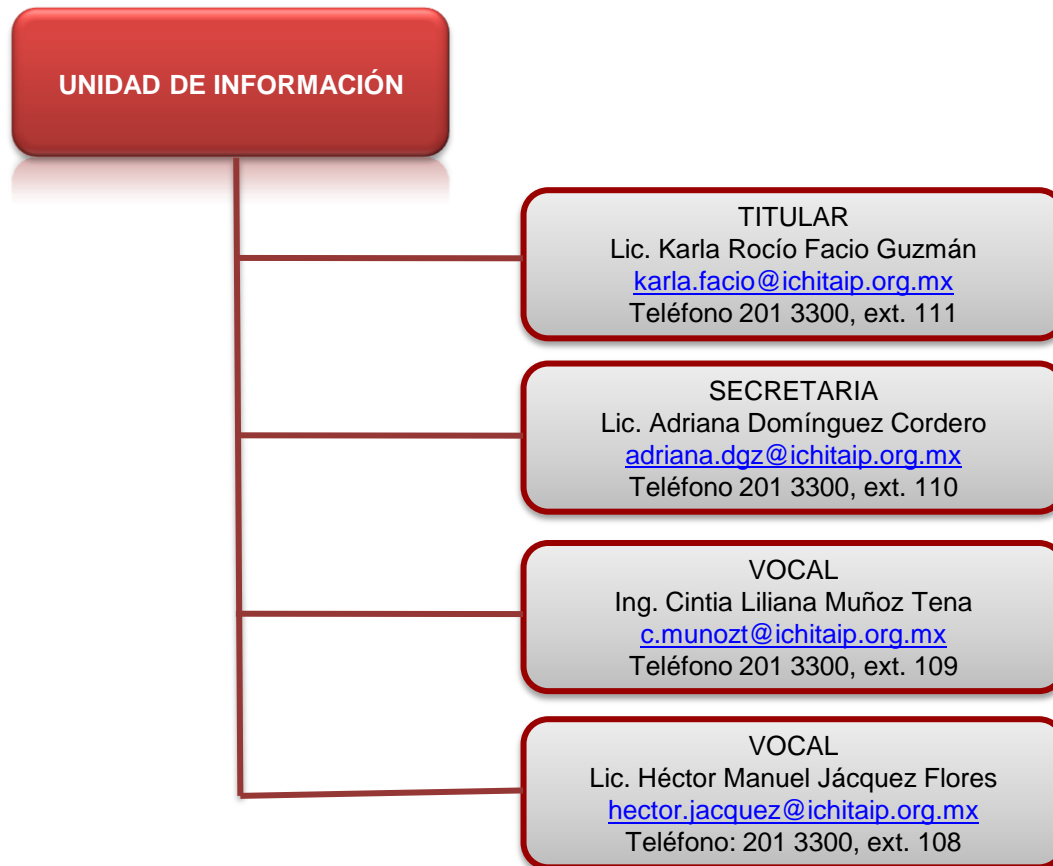 UNIDAD DE INFORMACIÓN
TITULAR
Lic. Karla Rocío Facio Guzmán
karla.facio@ichitaip.org.mx
Teléfono 201 3300, ext. 111
SECRETARIA
Lic. Adriana Domínguez Cordero
adriana.dgz@ichitaip.org.mx
Teléfono 201 3300, ext. 110
VOCAL
Ing. Cintia Liliana Muñoz Tena
c.munozt@ichitaip.org.mx
Teléfono 201 3300, ext. 109
VOCAL
Lic. Héctor Manuel Jácquez Flores
hector.jacquez@ichitaip.org.mx
Teléfono: 201 3300, ext. 108